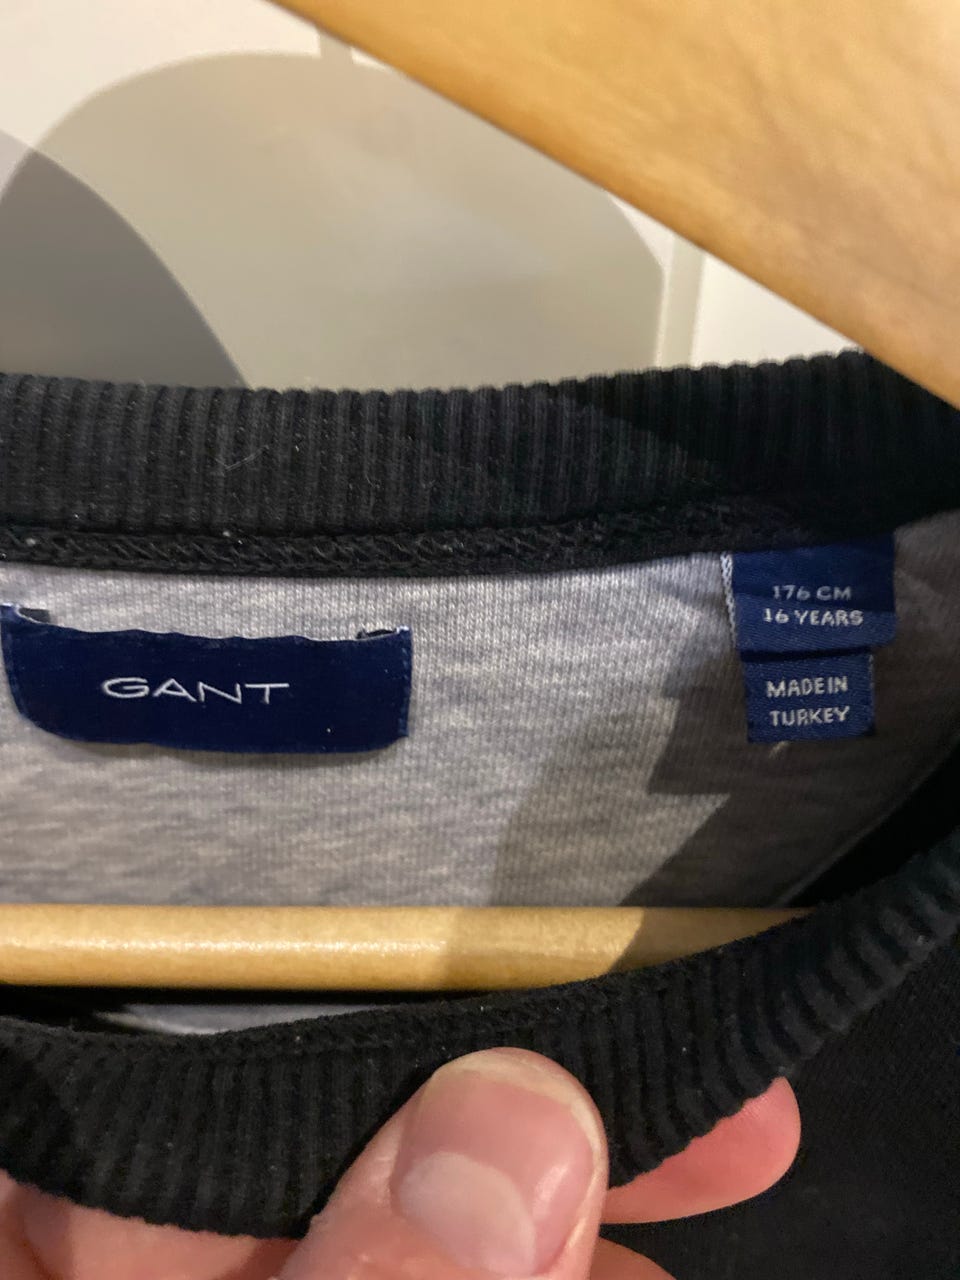 GANT
176 CM
16 YEARS
MADE IN
TURKEY